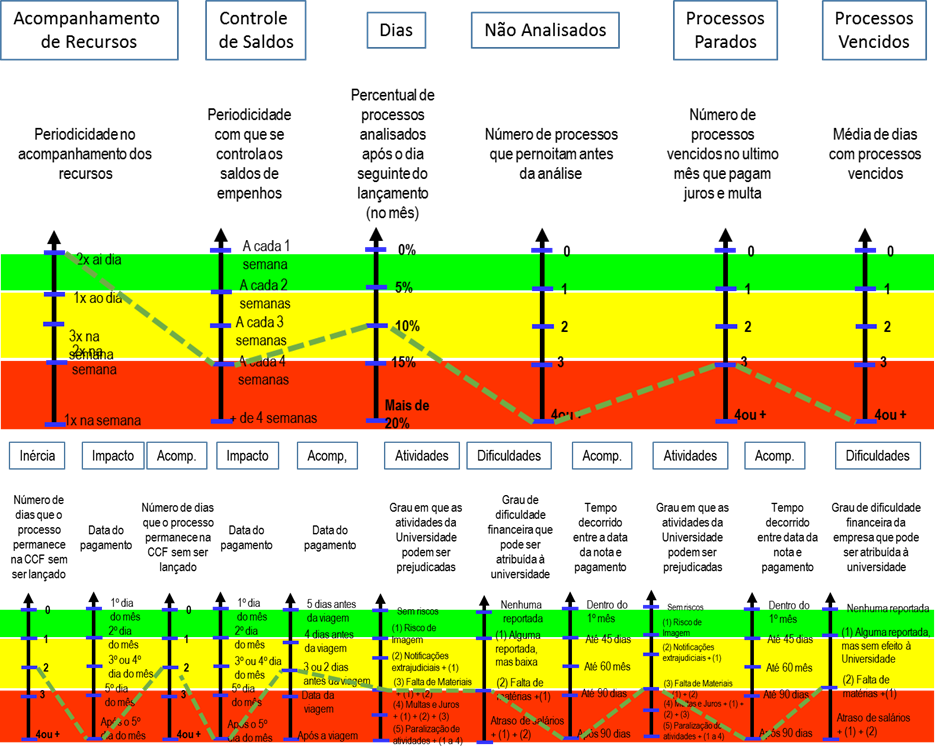 Acompanhamento
de Recursos
Controle
de Saldos
Dias
Não Analisados
Processos
Parados
Processos
Vencidos
Periodicidade no
acompanhamento dos
recursos
Periodicidade
com que se
controla os
saldos de
empenhos
Percentual de
processos
analisados
após o dia
seguinte do
lançamento
(no mês)
Número de processos
que pernoitam antes
da análise
Número de
processos
vencidos no ultimo
mês que pagam
juros e multa
Média de dias
com processos
vencidos
2x ai dia
1x ao dia
3x na
semana
2x na
semana
1x na semana
A cada 1
semana
A cada 2
semanas
A cada 3
semanas
A cada 4
semanas
+ de 4 semanas
0%
5%
10%
15%
Mais de
20%
0
1
2
3
4ou +
0
1
2
3
4ou +
0
1
2
3
4ou +
Inércia
Impacto
Acomp.
Impacto
Acomp,
Atividades
Dificuldades
Acomp.
Atividades
Acomp.
Dificuldades
Número de
dias que o
processo
permanece
na CCF sem
ser lançado
Data do
pagamento
Número de dias
que o processo
permanece na
CCF sem ser
lançado
Data do
pagamento
Data do
pagamento
Grau em que as
atividades da
Universidade
podem ser
prejudicadas
Grau de
dificuldade
financeira que
pode ser
atribuída à
universidade
Tempo
decorrido
entre a data
da nota e
pagamento
Grau em que as
atividades da
Universidade
podem ser
prejudicadas
Tempo
decorrido
entre data da
nota e
pagamento
Grau de dificuldade
financeira da
empresa que pode
ser atribuída à
universidade
0
1
2
3
4ou +
1º dia
do mês
2º dia
do mês
3º ou 4º
dia do mês
5º dia
do mês
Após o 5º
dia do mês
0
1
2
3
4ou +
1º dia
do mês
2º dia
do mês
3º ou 4º dia
do mês
5º dia
do mês
Após o 5º
dia do mês
5 dias antes
da viagem
4 dias antes
da viagem
3 ou 2 dias
antes da viagem
Data da
viagem
Após a viagem
Sem riscos
(1) Risco de
Imagem
(2) Notificações
extrajudiciais + (1)
(3) Falta de Materiais
+ (1) + (2)
(4) Multas e Juros
+ (1) + (2) + (3)
(5) Paralização de
atividades + (1 a 4)
Nenhuma
reportada
(1) Alguma
reportada,
mas baixa
(2) Falta de
matérias +(1)
Atraso de salários
+ (1) + (2)
Dentro do
1º mês
Até 45 dias
Até 60 mês
Até 90 dias
Após 90 dias
Sem riscos
(1) Risco de
Imagem
(2) Notificações
extrajudiciais + (1)
(3) Falta de Materiais
+ (1) + (2)
(4) Multas e Juros + (1) +
(2) + (3)
(5) Paralização de
atividades + (1 a 4)
Dentro do
1º mês
Até 45 dias
Até 60 mês
Até 90 dias
Após 90 dias
Nenhuma reportada
(1) Alguma reportada,
mas sem efeito à
Universidade
(2) Falta de
matérias +(1)
Atraso de salários
+ (1) + (2)